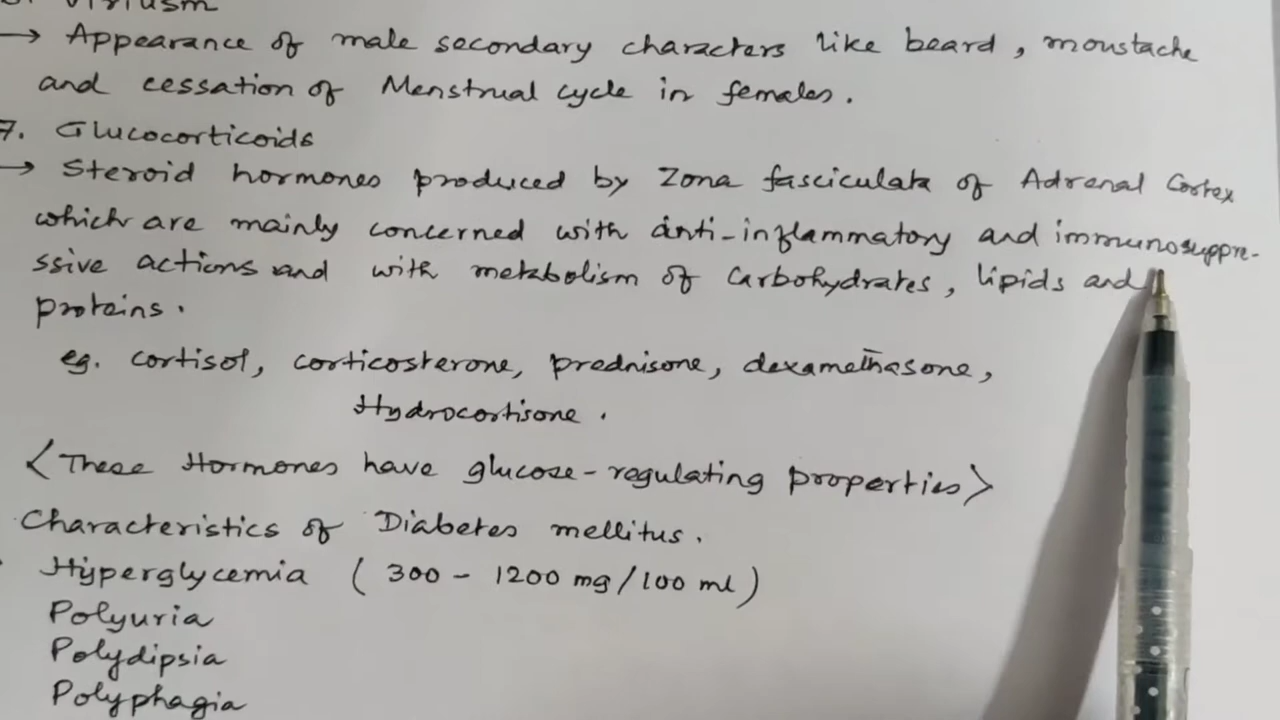 → Appearance of male secondary characters like beard, moustache
and cessation of Menstrual cycle in females.
7. Glucocorticoids
→ Steroid hormones produced by Zona fasciculata of Adrenal Cortex
which are mainly concerned with anti-inflammatory and immunosuppre-
ssive actions and with metabolism of Carbohydrates, lipids and
proteins.
eg. cortisol, corticosterone, prednisone, dexamethasone,
Hydrocortisone.
<These Hormones have glucose-regulating properties>
Characteristics of Diabetes mellitus.
Hyperglycemia (300 - 1200 mg/100 ml)
Polyuria
Polydipsia
Polyphagia